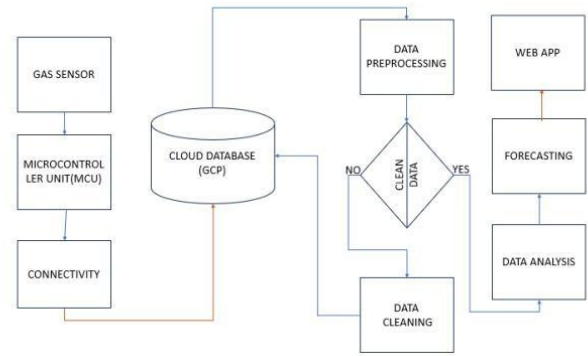 GAS SENSOR
MICROCONTROL
LER UNIT(MCU)
CONNECTIVITY
CLOUD DATABASE
(GCP)
DATA
PREPROCESSING
NO
CLEAN
DATA
YES
DATA
CLEANING
WEB APP
FORECASTING
DATA ANALYSIS